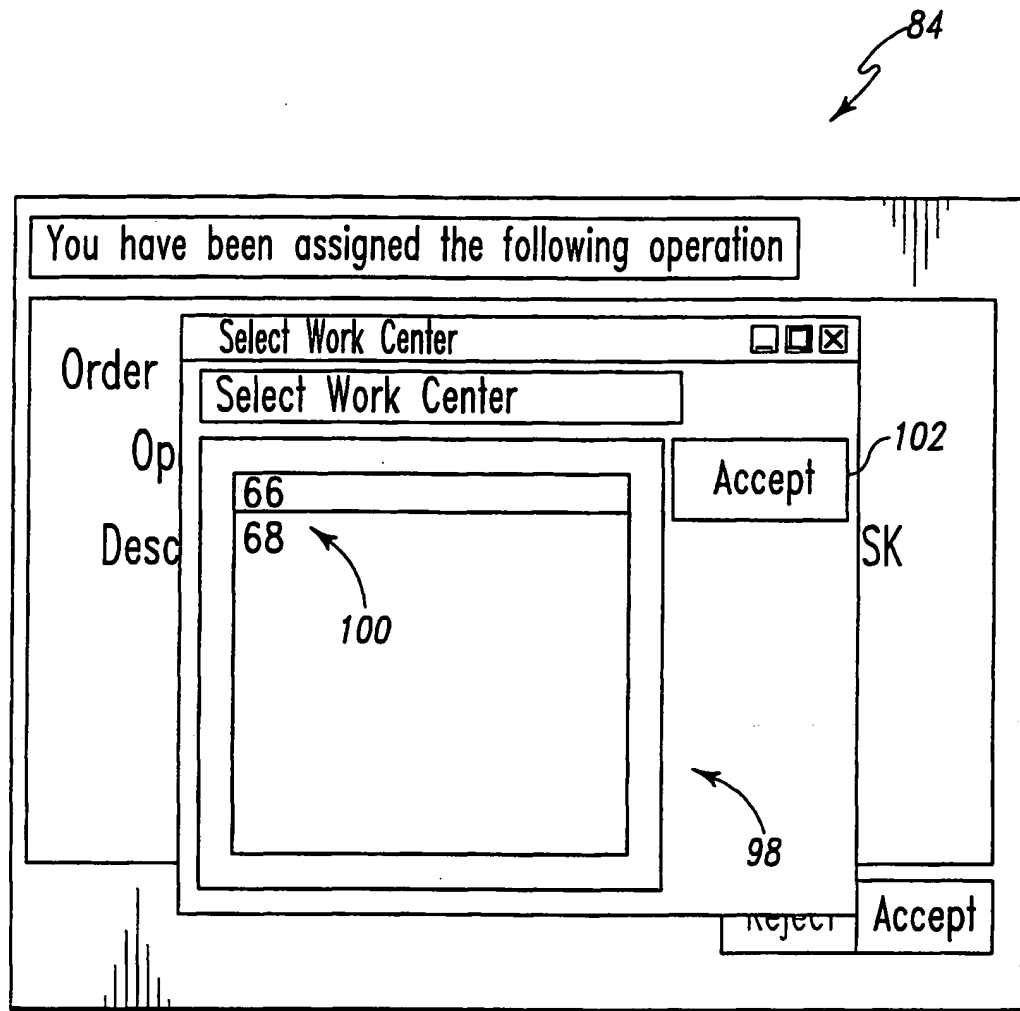 84
You have been assigned the following operation
Select Work Center
Order
Select Work Center
Op
102
Accept
66
68
Desc
SK
100
98
Reject
Accept